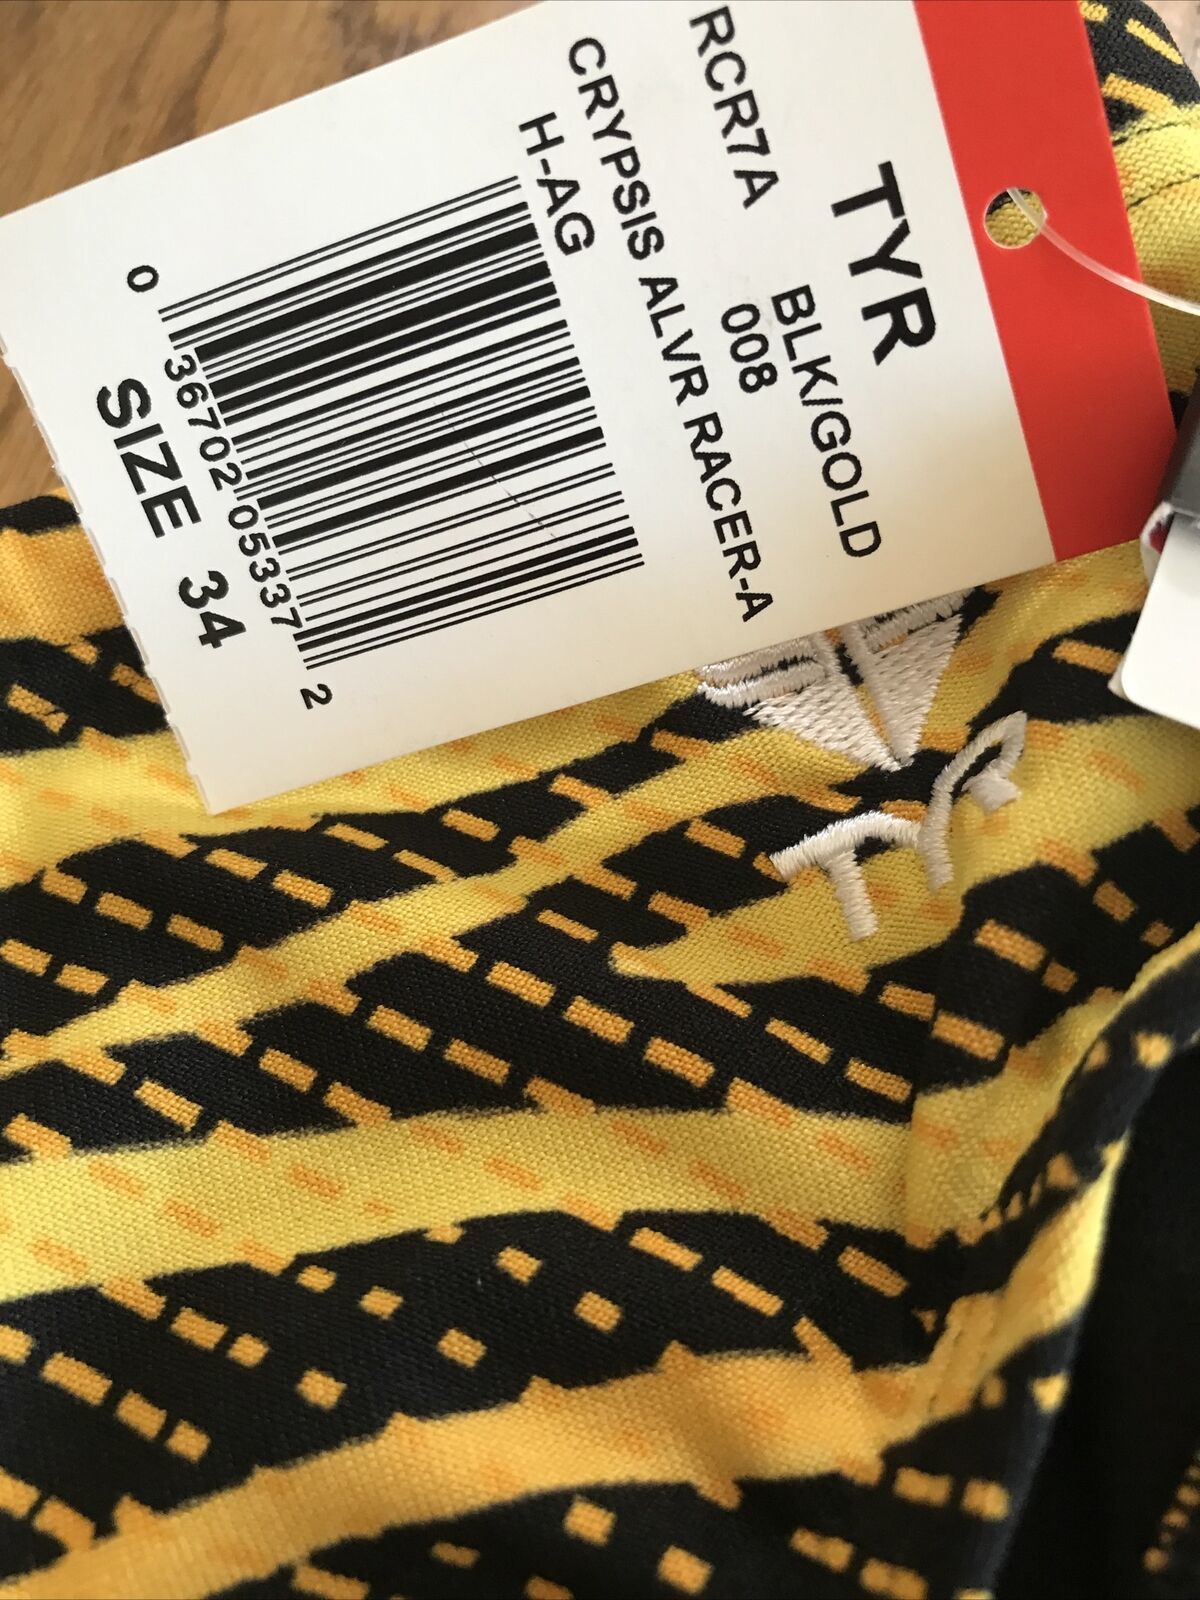 TYR
RCR7A BLK/GOLD
008
CRYPSIS ALVR RACER-A
H-AG
0 36702 05337 2
SIZE 34
TYR